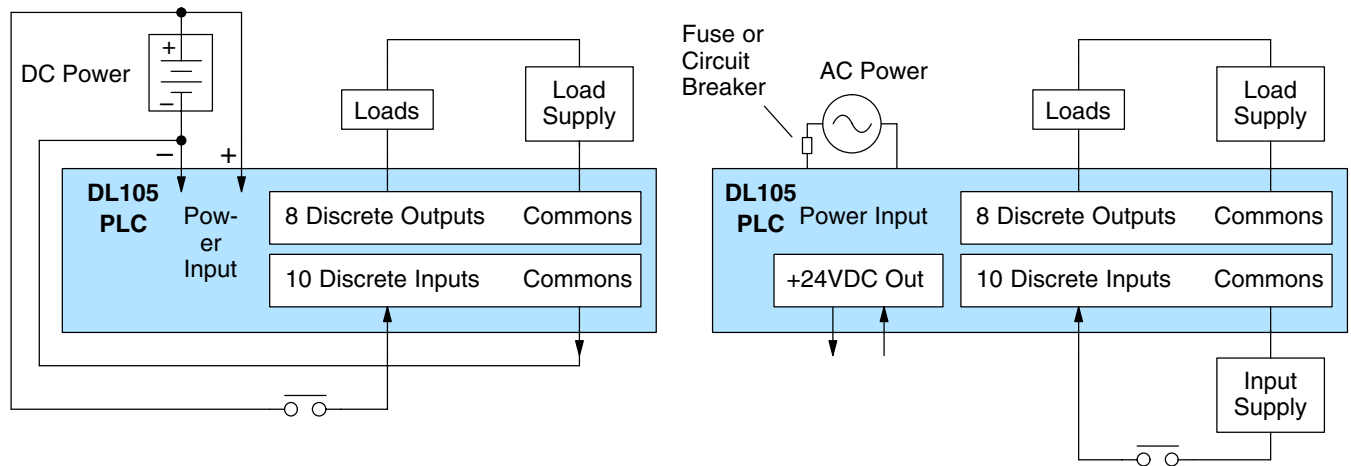 DC Power
+
−
− +
Loads
Load
Supply
DL105
PLC
Pow-
er
Input
8 Discrete Outputs Commons
10 Discrete Inputs Commons
Fuse or
Circuit
Breaker
AC Power
Loads
Load
Supply
DL105
PLC
Power Input
8 Discrete Outputs Commons
+24VDC Out
10 Discrete Inputs Commons
Input
Supply